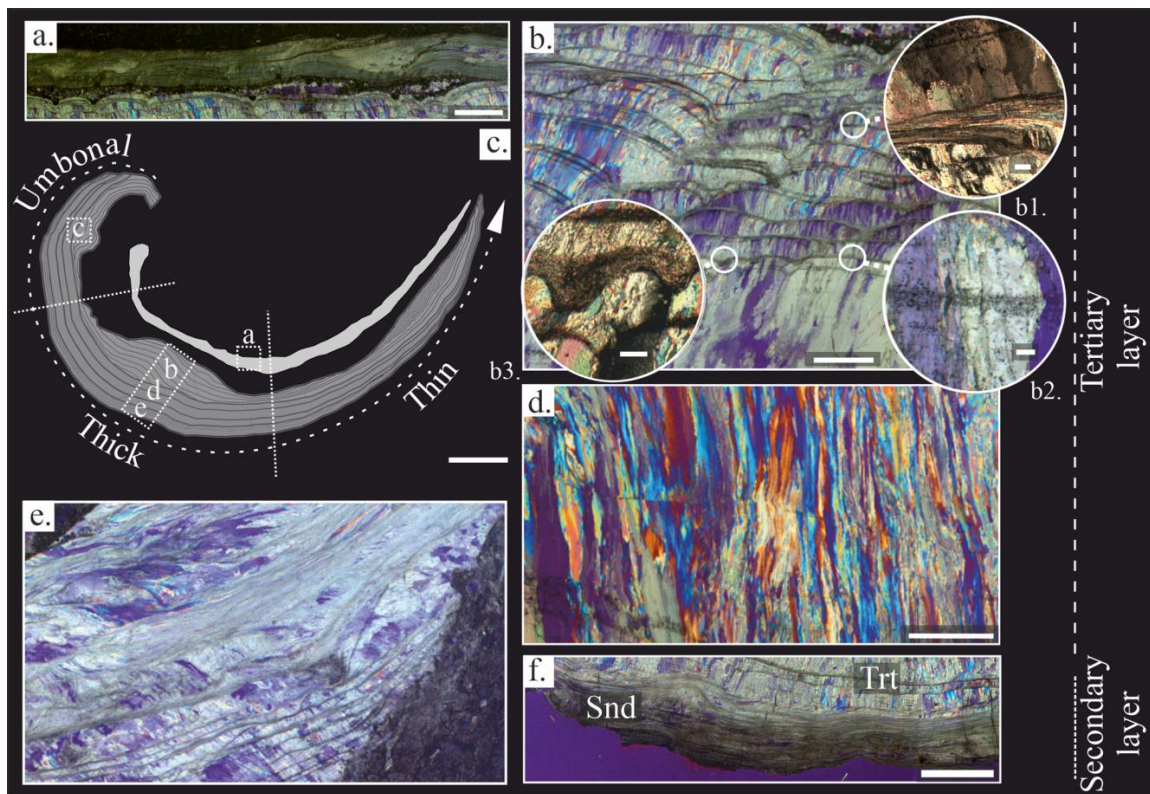 a.
b.
b1.
c.
Umbonal
c
a
b
d
e
Thick
Thin
b3.
b2.
Tertiary
layer
d.
e.
f.
Snd
Trt
Secondary
layer